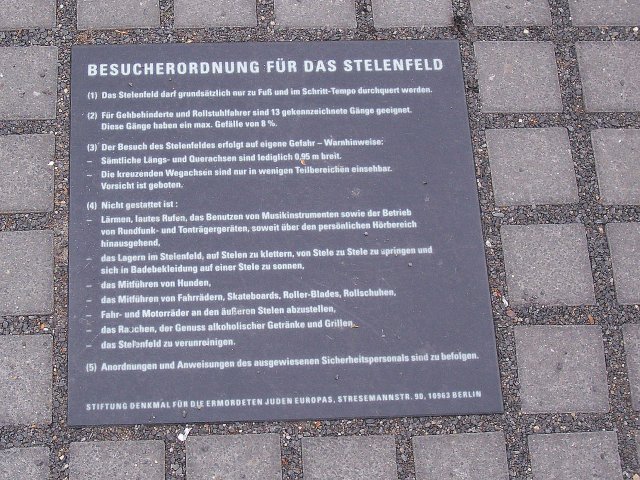 BESUCHERORDNUNG FÜR DAS STELENFELD
(1) Das Stelenfeld darf grundsätzlich nur zu Fuß und im Schritt-Tempo durchquert werden.
(2) Für Gehbehinderte und Rollstuhlfahrer sind 13 gekennzeichnete Gänge geeignet.
Diese Gänge haben ein max. Gefälle von 8 %.
(3) Der Besuch des Stelenfeldes erfolgt auf eigene Gefahr – Warnhinweise:
– Sämtliche Längs- und Querachsen sind lediglich 0,95 m breit.
– Die kreuzenden Wegachsen sind nur in wenigen Teilbereichen einsehbar.
Vorsicht ist geboten.
(4) Nicht gestattet ist :
– Lärmen, lautes Rufen, das Benutzen von Musikinstrumenten sowie der Betrieb
von Rundfunk- und Tonträgergeräten, soweit über den persönlichen Hörbereich
hinausgehend,
– das Lagern im Stelenfeld, auf Stelen zu klettern, von Stele zu Stele zu springen und
sich in Badebekleidung auf einer Stele zu sonnen,
– das Mitführen von Hunden,
– das Mitführen von Fahrrädern, Skateboards, Roller-Blades, Rollschuhen,
– Fahr- und Motorräder an den äußeren Stelen abzustellen,
– das Rauchen, der Genuss alkoholischer Getränke und Grillen,
– das Stelenfeld zu verunreinigen.
(5) Anordnungen und Anweisungen des ausgewiesenen Sicherheitspersonals sind zu befolgen.
STIFTUNG DENKMAL FÜR DIE ERMORDETEN JUDEN EUROPAS, STRESEMANNSTR. 90, 10963 BERLIN